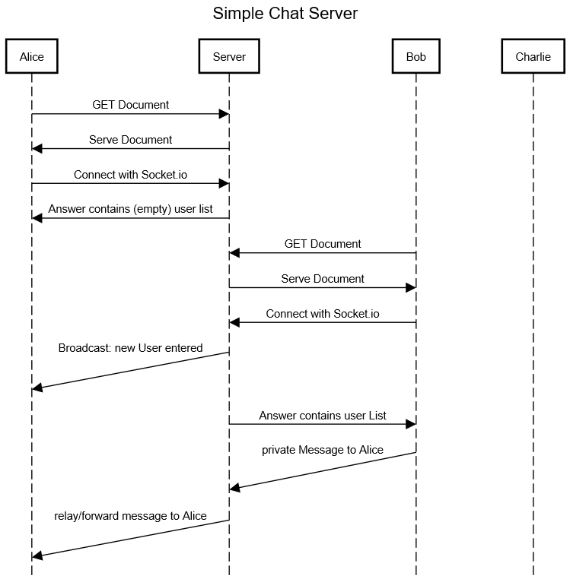 Simple Chat Server
Alice
Server
Bob
Charlie
GET Document
Serve Document
Connect with Socket.io
Answer contains (empty) user list
GET Document
Serve Document
Connect with Socket.io
Broadcast: new User entered
Answer contains user List
private Message to Alice
relay/forward message to Alice